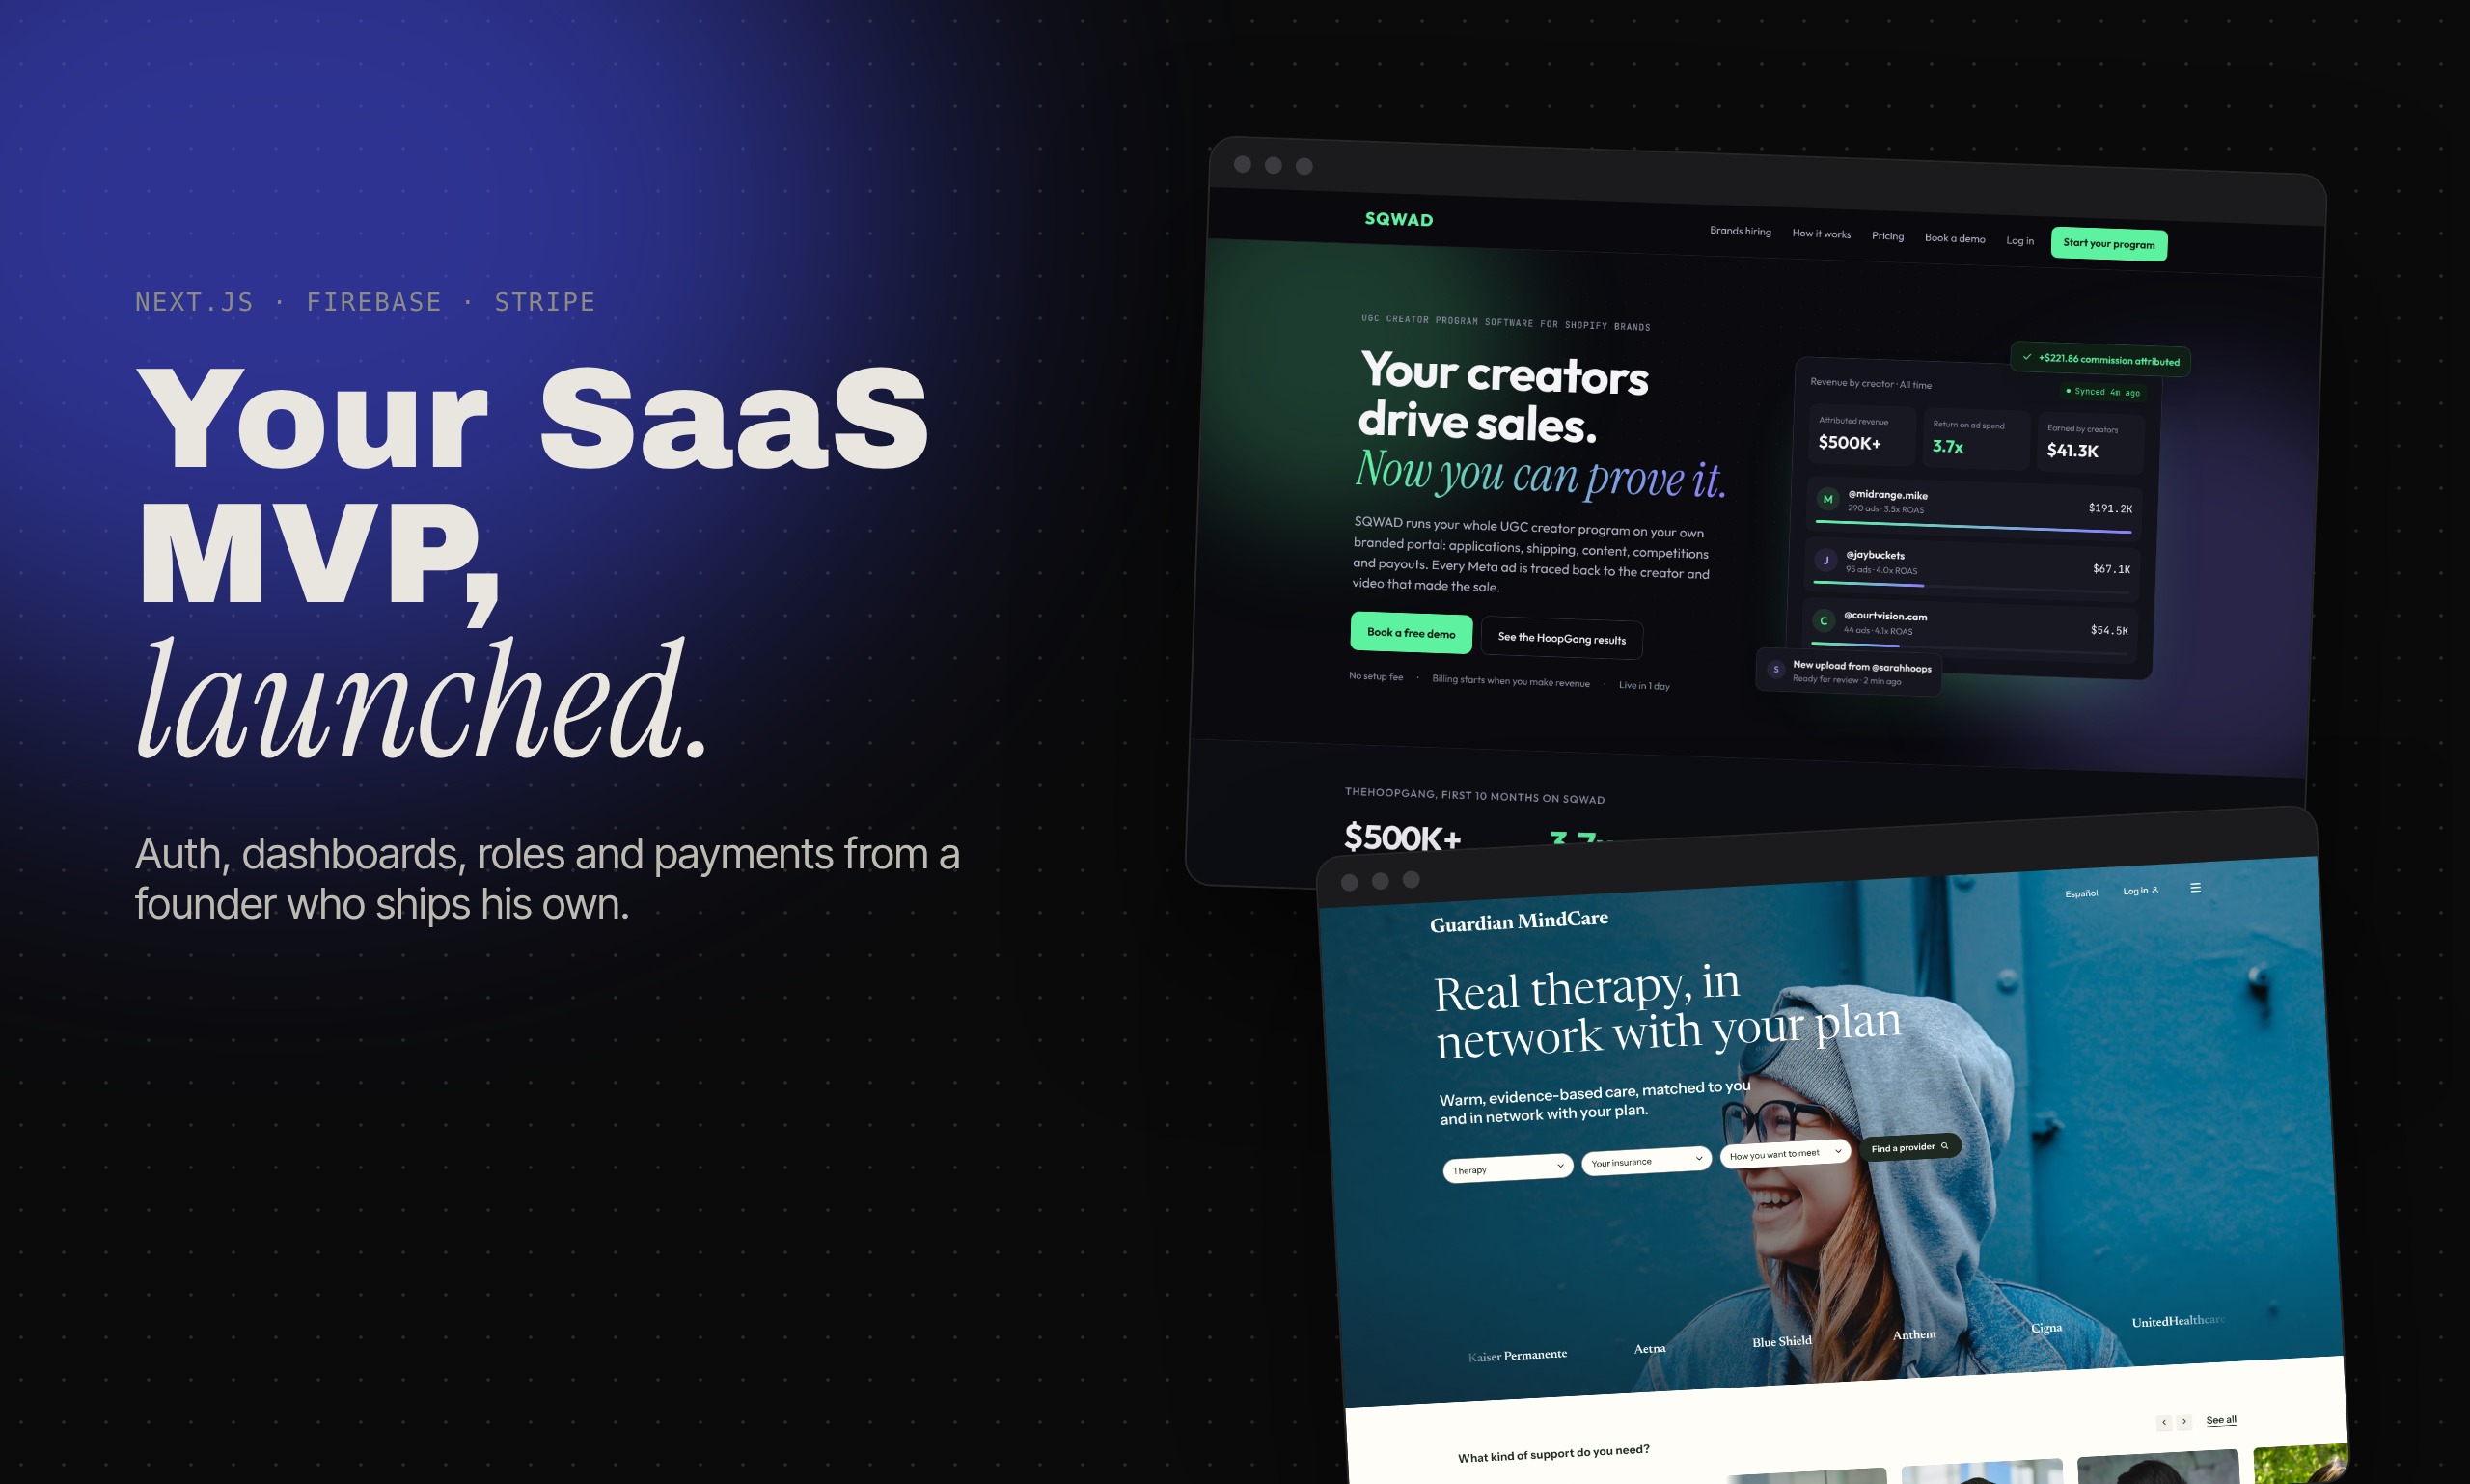 NEXT.JS · FIREBASE · STRIPE
Your SaaS
MVP,
launched.
Auth, dashboards, roles and payments from a
founder who ships his own.
SQWAD
Brands hiring
How it works
Pricing
Book a demo
Log in
Start your program
UGC CREATOR PROGRAM SOFTWARE FOR SHOPIFY BRANDS
Your creators
drive sales.
Now you can prove it.
SQWAD runs your whole UGC creator program on your own
branded portal: applications, shipping, content, competitions
and payouts. Every Meta ad is traced back to the creator and
video that made the sale.
Book a free demo
See the HoopGang results
No setup fee · Billing starts when you make revenue · Live in 1 day
+$221.86 commission attributed
Revenue by creator · All time
Synced 4m ago
Attributed revenue
$500K+
Return on ad spend
3.7x
Earned by creators
$41.3K
M
@midrange.mike
290 ads · 3.5x ROAS
$191.2K
J
@jaybuckets
95 ads · 4.0x ROAS
$67.1K
C
@courtvision.cam
44 ads · 4.1x ROAS
$54.5K
S
New upload from @sarahhoops
Ready for review · 2 min ago
THEHOOPGANG, FIRST 10 MONTHS ON SQWAD
$500K+
3.7x
Guardian MindCare
Español
Log in
Real therapy, in
network with your plan
Warm, evidence-based care, matched to you
and in network with your plan.
Therapy
Your insurance
How you want to meet
Find a provider
Kaiser Permanente
Aetna
Blue Shield
Anthem
Cigna
UnitedHealthcare
What kind of support do you need?
See all